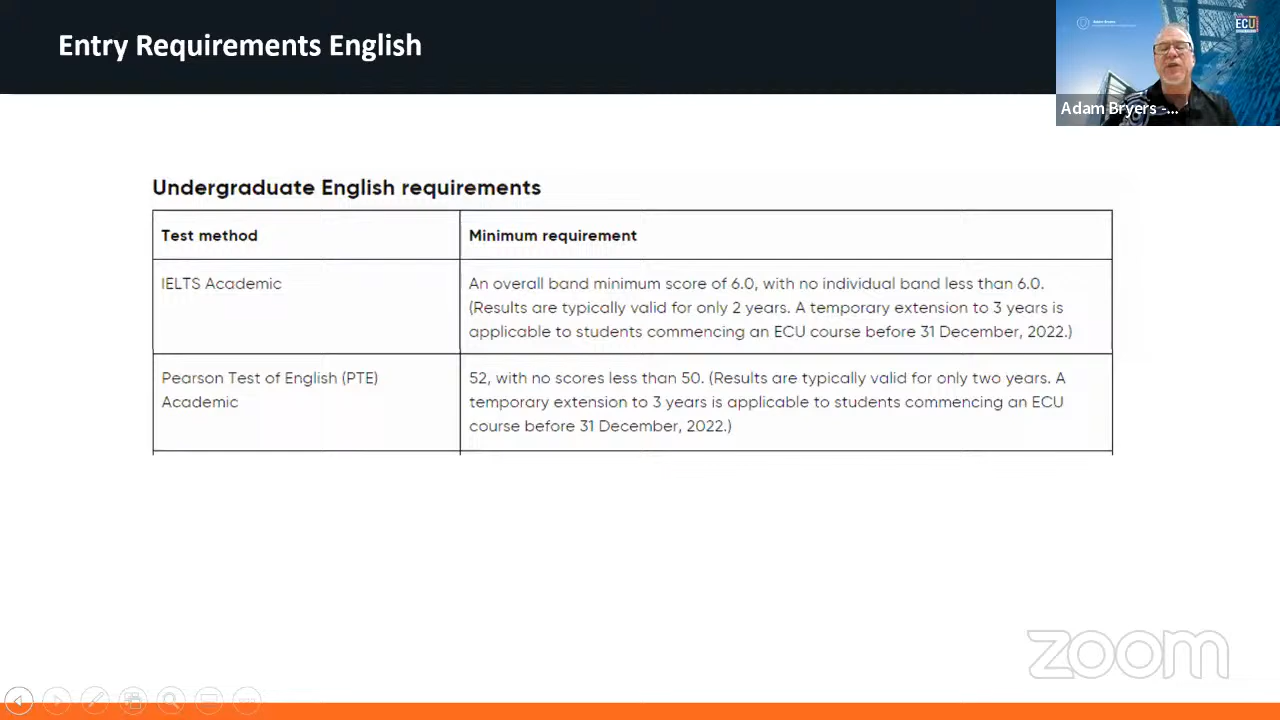 Entry Requirements English
ECU
Adam Bryers -...
Undergraduate English requirements
Test method
Minimum requirement
IELTS Academic
An overall band minimum score of 6.0, with no individual band less than 6.0.
(Results are typically valid for only 2 years. A temporary extension to 3 years is
applicable to students commencing an ECU course before 31 December, 2022.)
Pearson Test of English (PTE)
Academic
52, with no scores less than 50. (Results are typically valid for only two years. A
temporary extension to 3 years is applicable to students commencing an ECU
course before 31 December, 2022.)
zoom